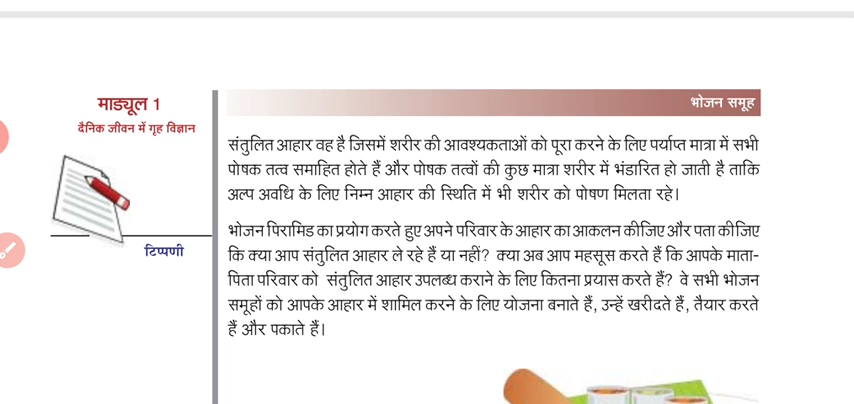 माड्यूल 1
दैनिक जीवन में गृह विज्ञान
टिप्पणी
भोजन समूह
संतुलित आहार वह है जिसमें शरीर की आवश्यकताओं को पूरा करने के लिए पर्याप्त मात्रा में सभी
पोषक तत्व समाहित होते हैं और पोषक तत्वों की कुछ मात्रा शरीर में भंडारित हो जाती है ताकि
अल्प अवधि के लिए निम्न आहार की स्थिति में भी शरीर को पोषण मिलता रहे।
भोजन पिरामिड का प्रयोग करते हुए अपने परिवार के आहार का आकलन कीजिए और पता कीजिए
कि क्या आप संतुलित आहार ले रहे हैं या नहीं? क्या अब आप महसूस करते हैं कि आपके माता-
पिता परिवार को संतुलित आहार उपलब्ध कराने के लिए कितना प्रयास करते हैं? वे सभी भोजन
समूहों को आपके आहार में शामिल करने के लिए योजना बनाते हैं, उन्हें खरीदते हैं, तैयार करते
हैं और पकाते हैं।